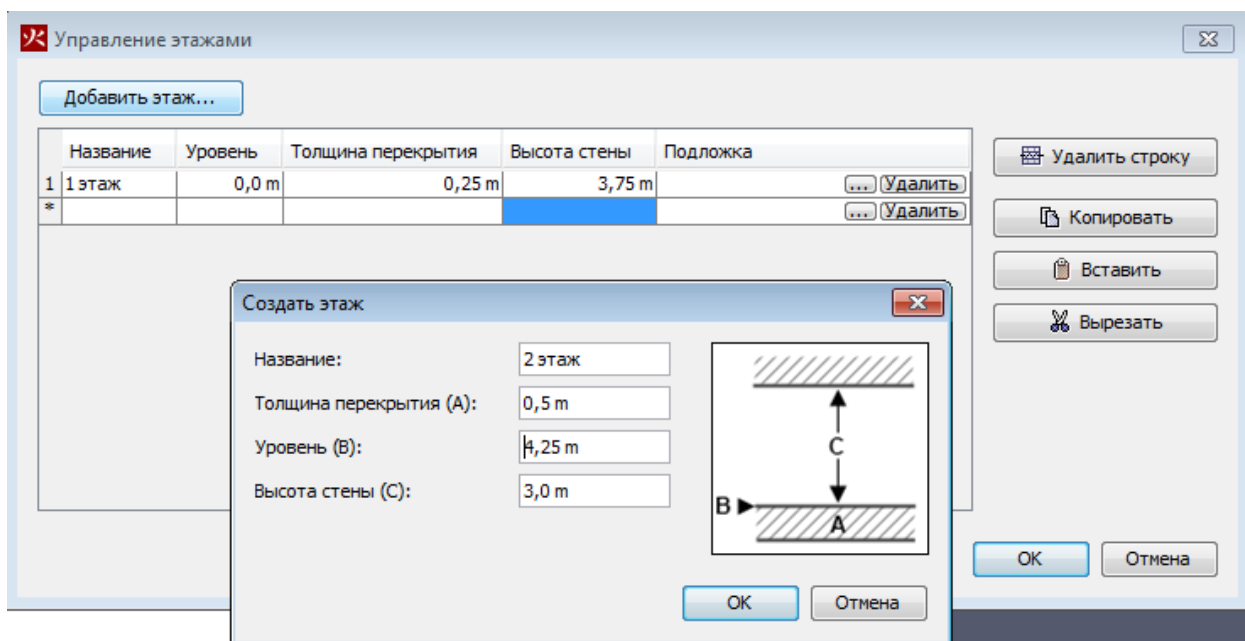 Управление этажами
Добавить этаж...
Название Уровень Толщина перекрытия Высота стены Подложка
1 1 этаж 0,0 m 0,25 m 3,75 m ... Удалить
* ... Удалить
Удалить строку
Копировать
Вставить
Вырезать
Создать этаж
Название: 2 этаж
Толщина перекрытия (A): 0,5 m
Уровень (B): 4,25 m
Высота стены (C): 3,0 m
C
B
A
OK Отмена
OK Отмена